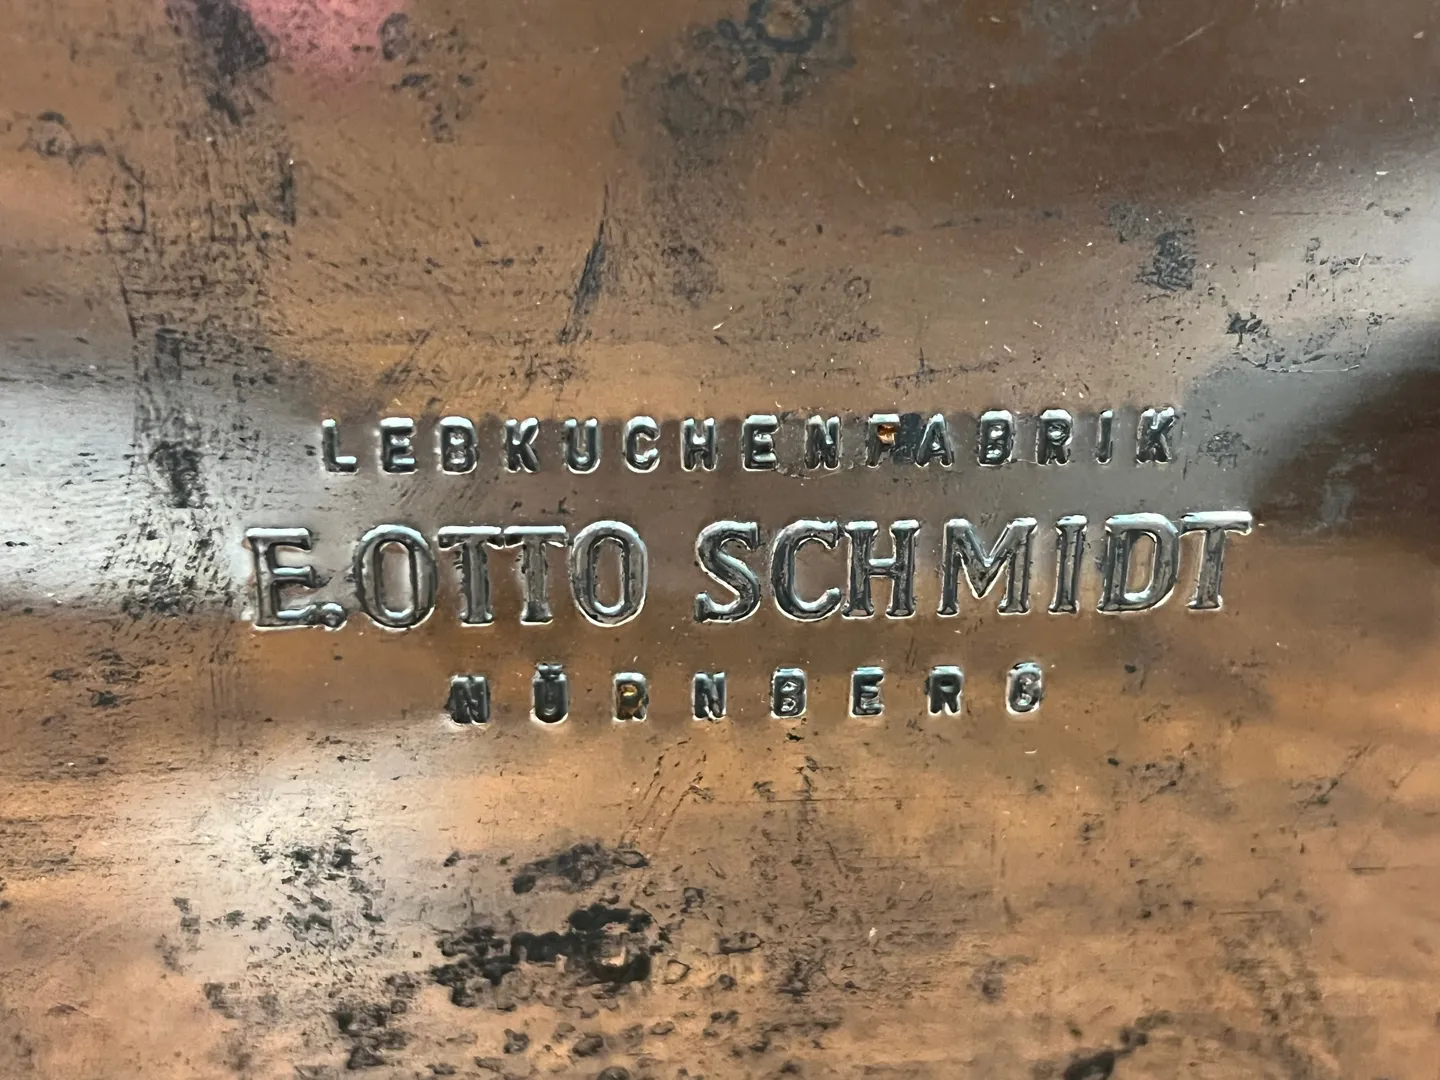 LEBKUCHENFABRIK
E. OTTO SCHMIDT
NÜRNBERG